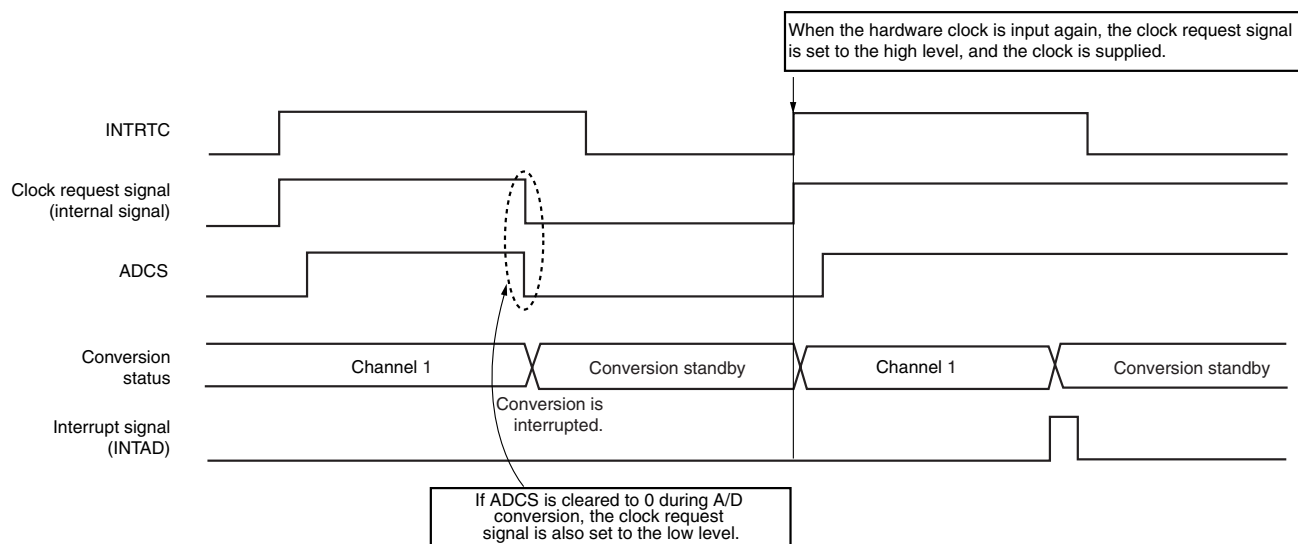 When the hardware clock is input again, the clock request signal
is set to the high level, and the clock is supplied.
INTRTC
Clock request signal
(internal signal)
ADCS
Conversion
status
Channel 1
Conversion standby
Channel 1
Conversion standby
Conversion is
interrupted.
Interrupt signal
(INTAD)
If ADCS is cleared to 0 during A/D
conversion, the clock request
signal is also set to the low level.